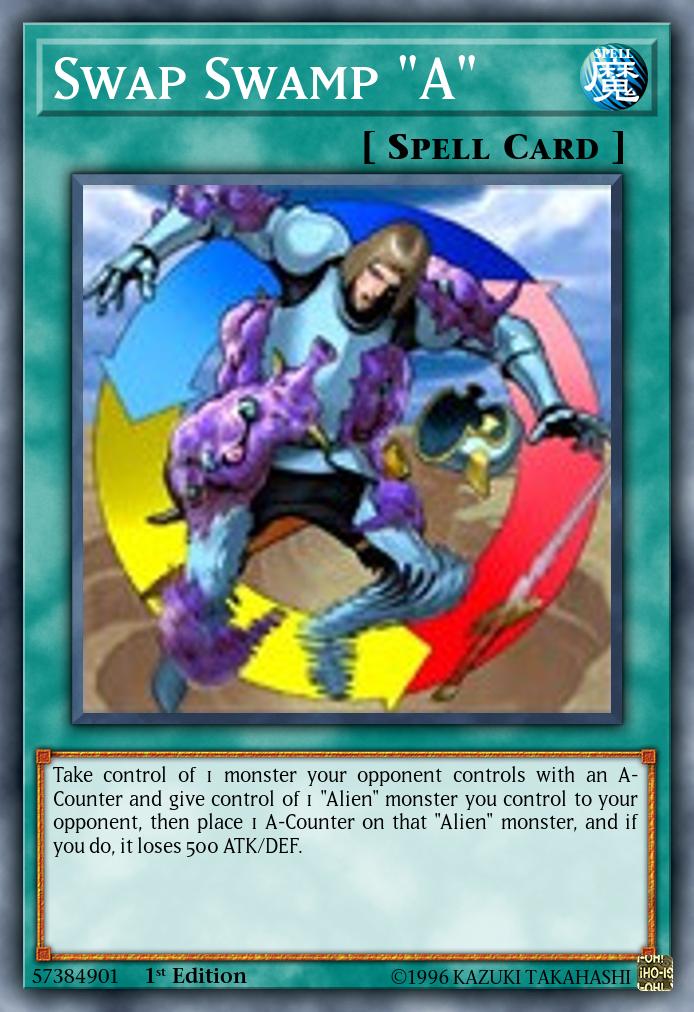 Swap Swamp "A"
SPELL
魔
[ Spell Card ]
Take control of 1 monster your opponent controls with an A-
Counter and give control of 1 "Alien" monster you control to your
opponent, then place 1 A-Counter on that "Alien" monster, and if
you do, it loses 500 ATK/DEF.
57384901 1st Edition ©1996 KAZUKI TAKAHASHI